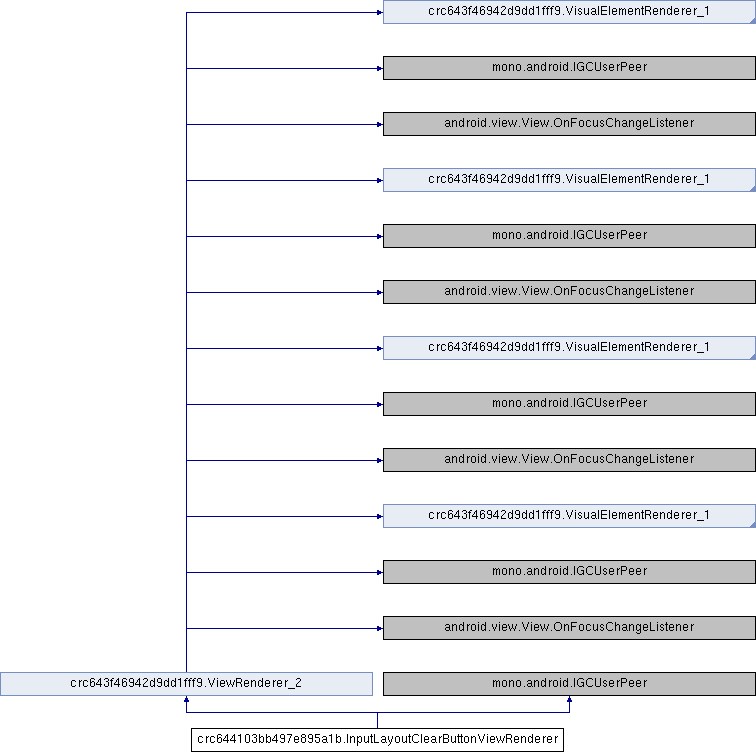 crc643f46942d9dd1fff9.VisualElementRenderer_1
mono.android.IGCUserPeer
android.view.View.OnFocusChangeListener
crc643f46942d9dd1fff9.VisualElementRenderer_1
mono.android.IGCUserPeer
android.view.View.OnFocusChangeListener
crc643f46942d9dd1fff9.VisualElementRenderer_1
mono.android.IGCUserPeer
android.view.View.OnFocusChangeListener
crc643f46942d9dd1fff9.VisualElementRenderer_1
mono.android.IGCUserPeer
android.view.View.OnFocusChangeListener
crc643f46942d9dd1fff9.ViewRenderer_2
mono.android.IGCUserPeer
crc644103bb497e895a1b.InputLayoutClearButtonViewRenderer